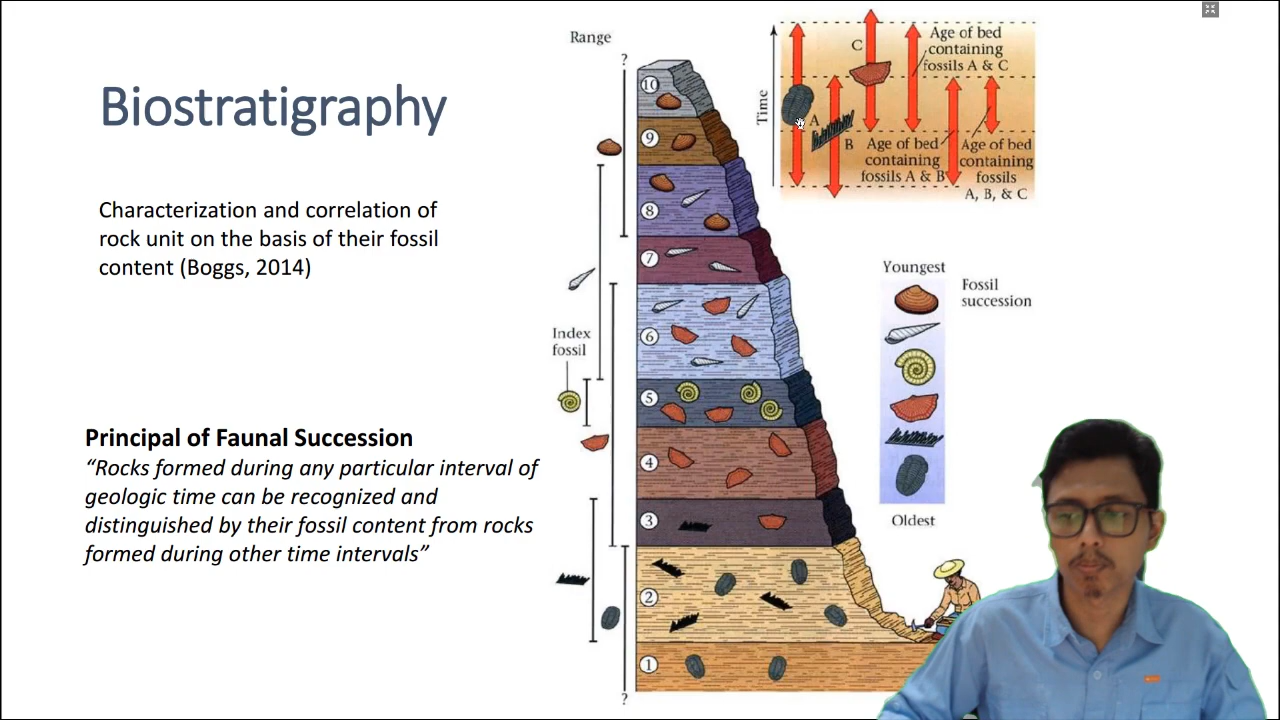 Biostratigraphy
Characterization and correlation of
rock unit on the basis of their fossil
content (Boggs, 2014)
Principal of Faunal Succession
“Rocks formed during any particular interval of
geologic time can be recognized and
distinguished by their fossil content from rocks
formed during other time intervals”
Range
?
10
9
8
7
6
Index
fossil
5
4
3
2
1
?
Time
A
B
C
Age of bed
containing
fossils A & C
Age of bed
containing
fossils A & B
Age of bed
containing
fossils
A, B, & C
Youngest
Fossil
succession
Oldest